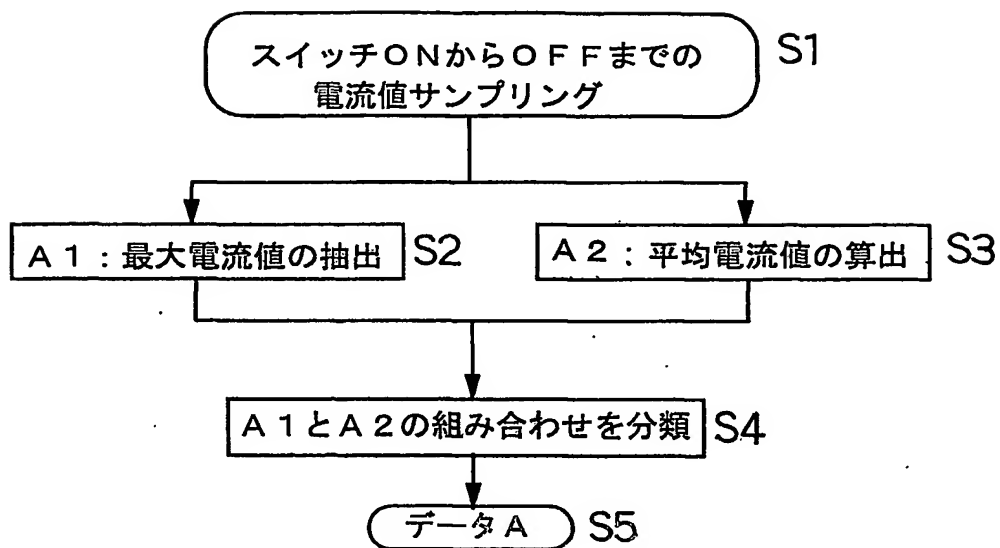 スイッチONからOFFまでの
電流値サンプリング
S1
A1：最大電流値の抽出
S2
A2：平均電流値の算出
S3
A1とA2の組み合わせを分類
S4
データA
S5